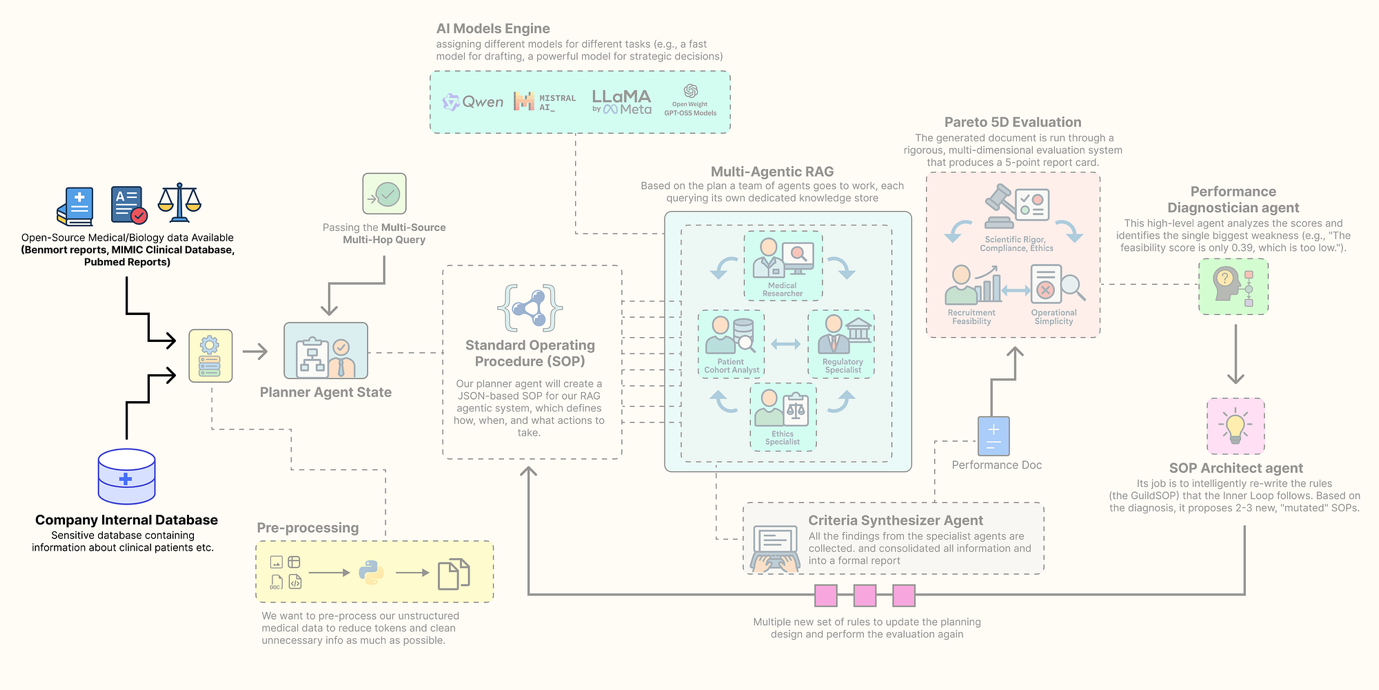 AI Models Engine
assigning different models for different tasks (e.g., a fast
model for drafting, a powerful model for strategic decisions)
Qwen
MISTRAL
AI_
LLaMA
by Meta
Open Weight
GPT-OSS Models
Open-Source Medical/Biology data Available
(Benmort reports, MIMIC Clinical Database,
Pubmed Reports)
Passing the Multi-Source
Multi-Hop Query
Planner Agent State
Company Internal Database
Sensitive database containing
information about clinical patients etc.
Pre-processing
DOC
We want to pre-process our unstructured
medical data to reduce tokens and clean
unnecessary info as much as possible.
Standard Operating
Procedure (SOP)
Our planner agent will create a
JSON-based SOP for our RAG
agentic system, which defines
how, when, and what actions to
take.
Multi-Agentic RAG
Based on the plan a team of agents goes to work, each
querying its own dedicated knowledge store
Medical
Researcher
Patient
Cohort Analyst
Regulatory
Specialist
Ethics
Specialist
Criteria Synthesizer Agent
All the findings from the specialist agents are
collected. and consolidated all information and
into a formal report
Performance Doc
Pareto 5D Evaluation
The generated document is run through a
rigorous, multi-dimensional evaluation system
that produces a 5-point report card.
Scientific Rigor,
Compliance, Ethics
Recruitment
Feasibility
Operational
Simplicity
Performance
Diagnostician agent
This high-level agent analyzes the scores and
identifies the single biggest weakness (e.g., "The
feasibility score is only 0.39, which is too low.").
SOP Architect agent
Its job is to intelligently re-write the rules
(the GuildSOP) that the Inner Loop follows. Based on
the diagnosis, it proposes 2-3 new, "mutated" SOPs.
Multiple new set of rules to update the planning
design and perform the evaluation again